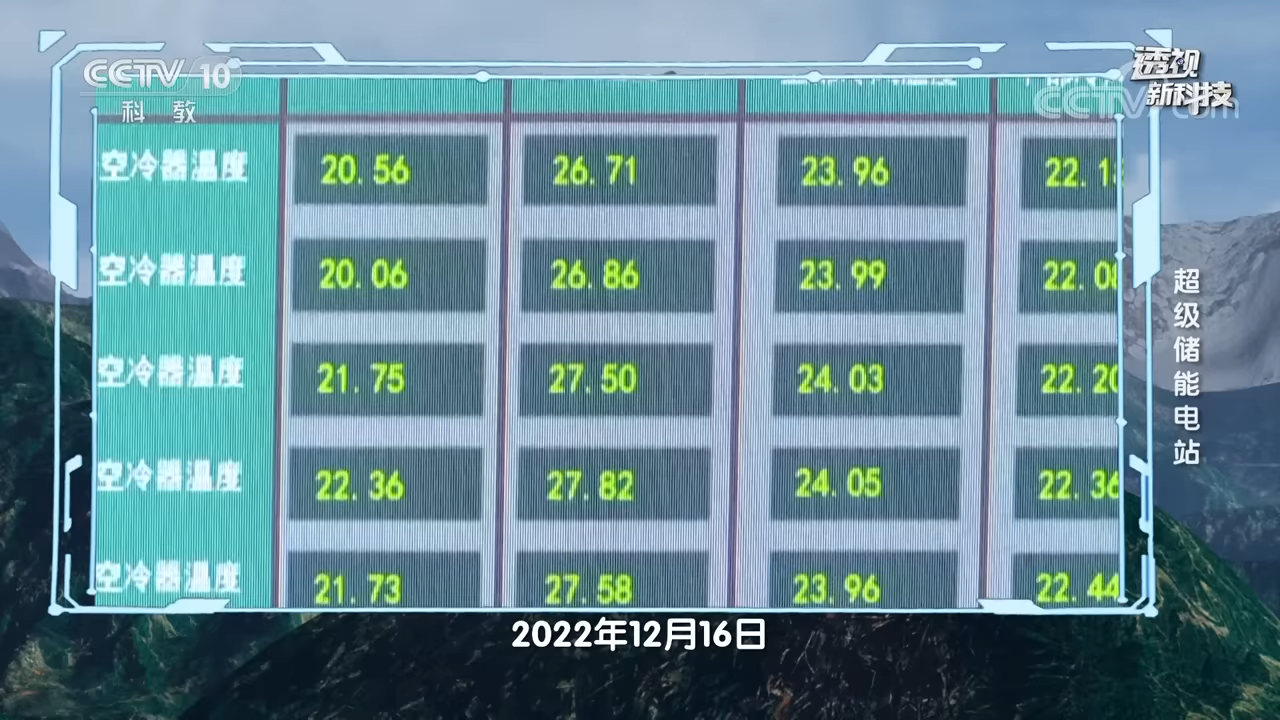 CCTV 10
科教
透视
新科技
CCTV.com
空冷器温度 20.56 26.71 23.96
空冷器温度 20.06 26.86 23.99
空冷器温度 21.75 27.50 24.03 22.20
空冷器温度 22.36 27.82 24.05 22.36
空冷器温度 21.73 27.58 23.96 22.44
超级储能电站
2022年12月16日